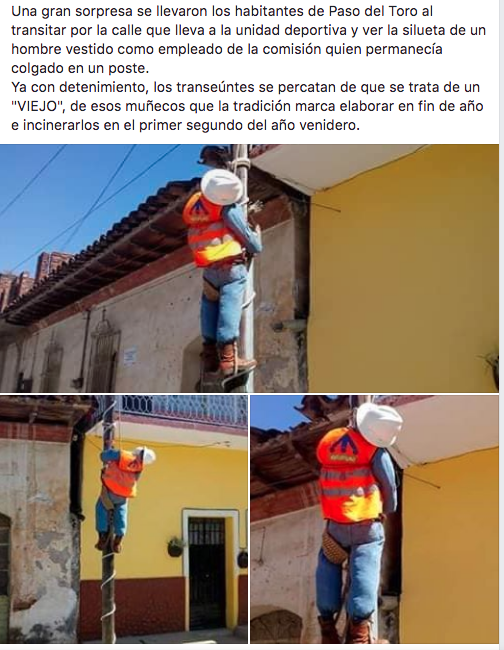 Una gran sorpresa se llevaron los habitantes de Paso del Toro al
transitar por la calle que lleva a la unidad deportiva y ver la silueta de un
hombre vestido como empleado de la comisión quien permanecía
colgado en un poste.
Ya con detenimiento, los transeúntes se percatan de que se trata de un
"VIEJO", de esos muñecos que la tradición marca elaborar en fin de año
e incinerarlos en el primer segundo del año venidero.